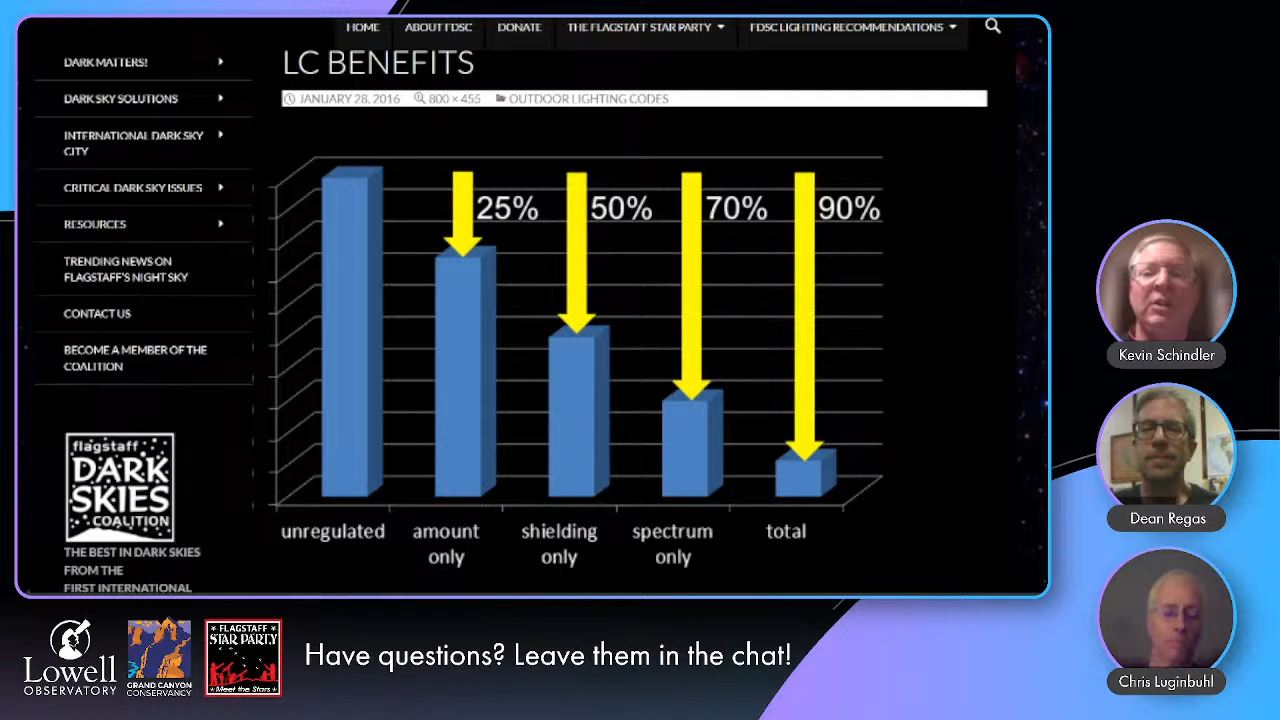 HOME ABOUT FDSC DONATE THE FLAGSTAFF STAR PARTY FDSC LIGHTING RECOMMENDATIONS
DARK MATTERS!
DARK SKY SOLUTIONS
INTERNATIONAL DARK SKY
CITY
CRITICAL DARK SKY ISSUES
RESOURCES
TRENDING NEWS ON
FLAGSTAFF'S NIGHT SKY
CONTACT US
BECOME A MEMBER OF THE
COALITION
flagstaff
DARK
SKIES
COALITION
THE BEST IN DARK SKIES
FROM THE
FIRST INTERNATIONAL
LC BENEFITS
JANUARY 28, 2016 800 × 455 OUTDOOR LIGHTING CODES
25% 50% 70% 90%
unregulated amount shielding spectrum total
only only only
Kevin Schindler
Dean Regas
Chris Luginbuhl
Lowell
OBSERVATORY
GRAND CANYON
CONSERVANCY
FLAGSTAFF
STAR PARTY
Meet the Stars
Have questions? Leave them in the chat!